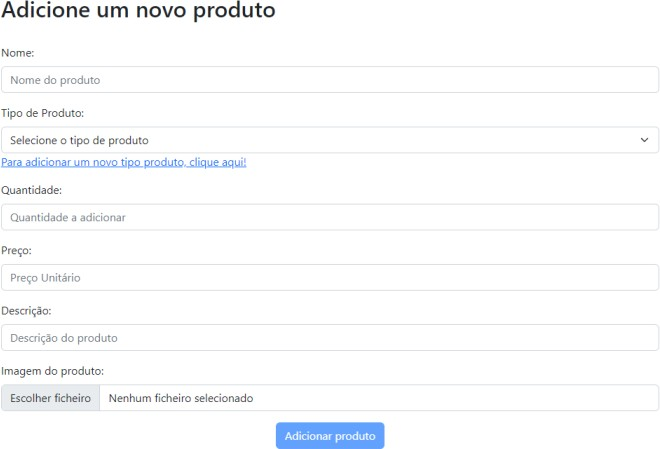 Adicione um novo produto
Nome:
Nome do produto
Tipo de Produto:
Selecione o tipo de produto
Para adicionar um novo tipo produto, clique aqui!
Quantidade:
Quantidade a adicionar
Preço:
Preço Unitário
Descrição:
Descrição do produto
Imagem do produto:
Escolher ficheiro Nenhum ficheiro selecionado
Adicionar produto